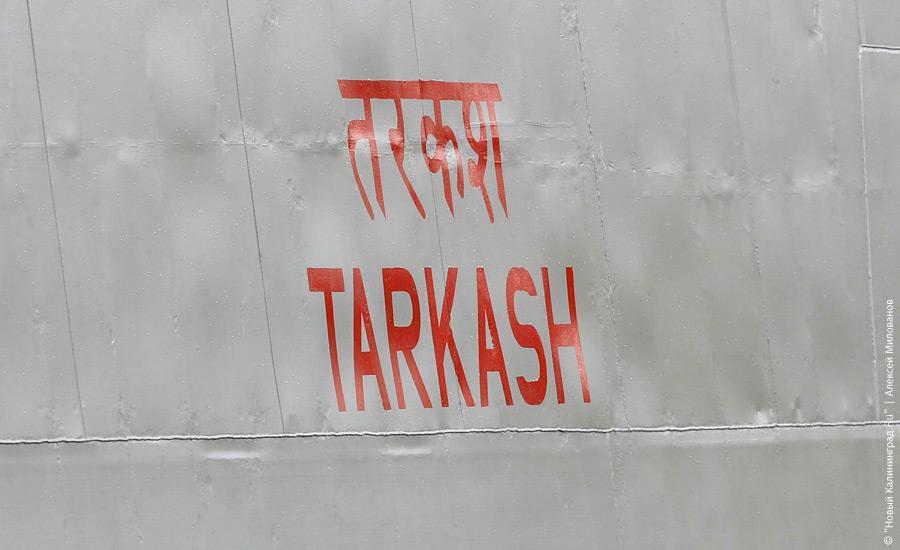 तरकश
TARKASH
© "Новый Калининград.Ru" | Алексей Милованов